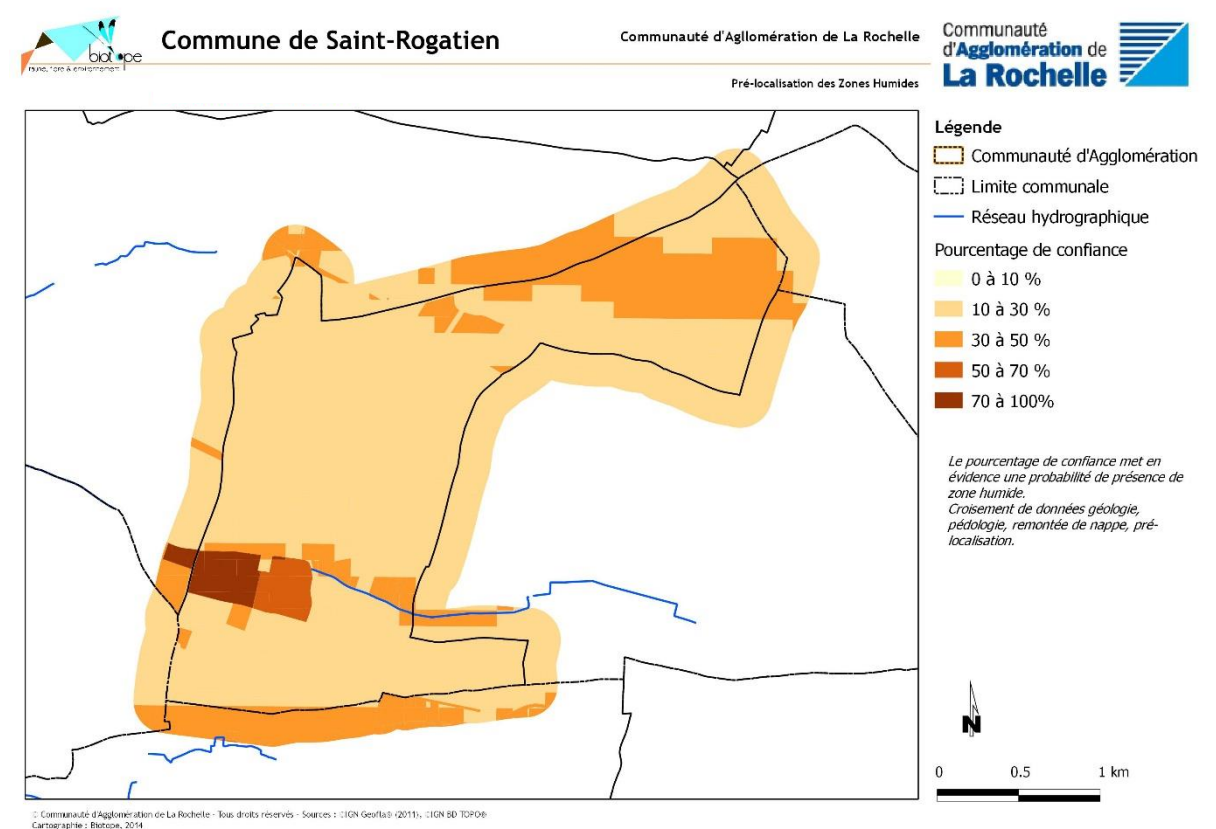 biotope
faune, flore & environnement
Commune de Saint-Rogatien
Communauté d'Agllomération de La Rochelle
Pré-localisation des Zones Humides
Communauté
d'Agglomération de
La Rochelle
Légende
Communauté d'Agglomération
Limite communale
Réseau hydrographique
Pourcentage de confiance
0 à 10 %
10 à 30 %
30 à 50 %
50 à 70 %
70 à 100%
Le pourcentage de confiance met en
évidence une probabilité de présence de
zone humide.
Croisement de données géologie,
pédologie, remontée de nappe, pré-
localisation.
N
0 0.5 1 km
© Communauté d'Agglomération de La Rochelle - Tous droits réservés - Sources : ©IGN Geofla® (2011), ©IGN BD TOPO®
Cartographie : Biotope, 2014